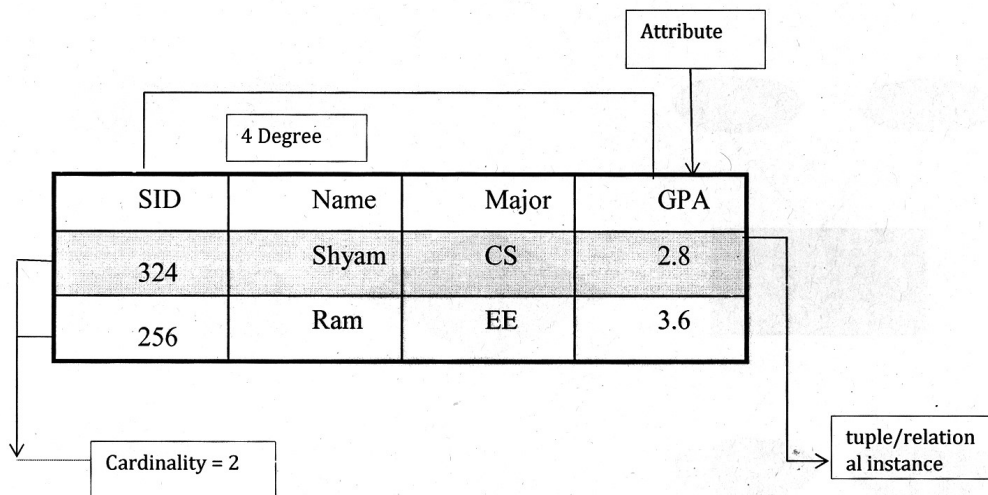 Attribute
4 Degree
SID Name Major GPA
324 Shyam CS 2.8
256 Ram EE 3.6
Cardinality = 2
tuple/relation
al instance